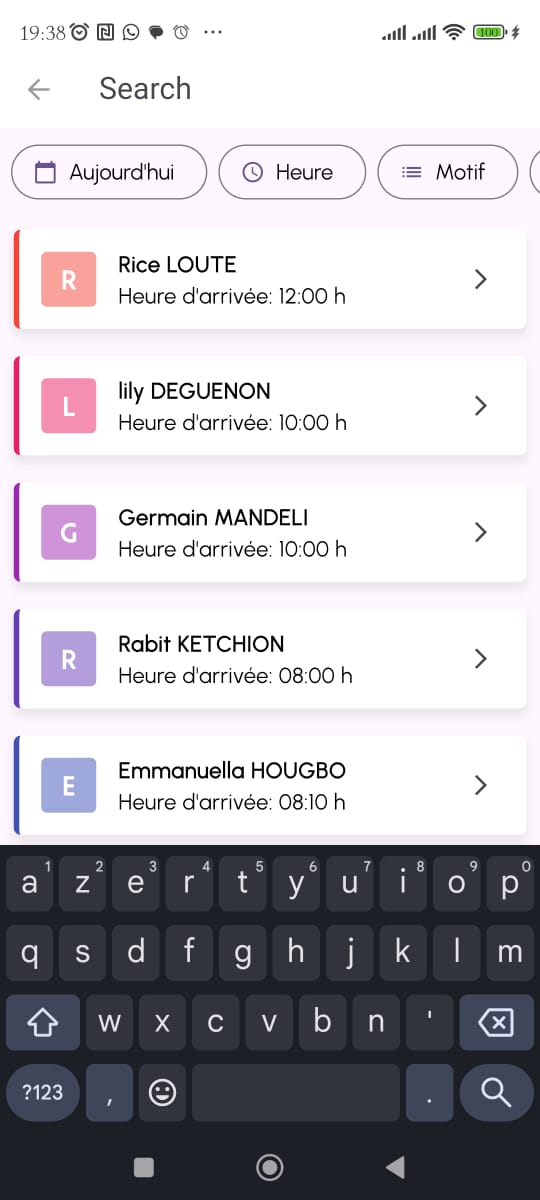 19:38 ...
100
Search
Aujourd'hui Heure Motif
R
Rice LOUTE
Heure d'arrivée: 12:00 h
L
lily DEGUENON
Heure d'arrivée: 10:00 h
G
Germain MANDELI
Heure d'arrivée: 10:00 h
R
Rabit KETCHION
Heure d'arrivée: 08:00 h
E
Emmanuella HOUGBO
Heure d'arrivée: 08:10 h
1 2 3 4 5 6 7 8 9 0
a z e r t y u i o p
q s d f g h j k l m
w x c v b n '
?123 , .